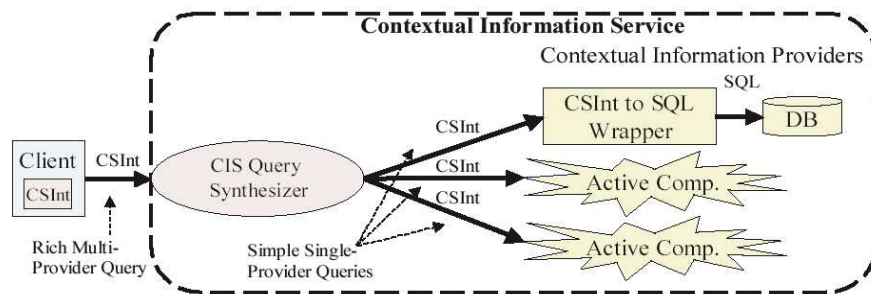 Contextual Information Service
Contextual Information Providers
SQL
CSInt to SQL
Wrapper
DB
CSInt
Client
CSInt
CSInt
CIS Query
Synthesizer
CSInt
Active Comp.
CSInt
Active Comp.
Rich Multi-
Provider Query
Simple Single-
Provider Queries